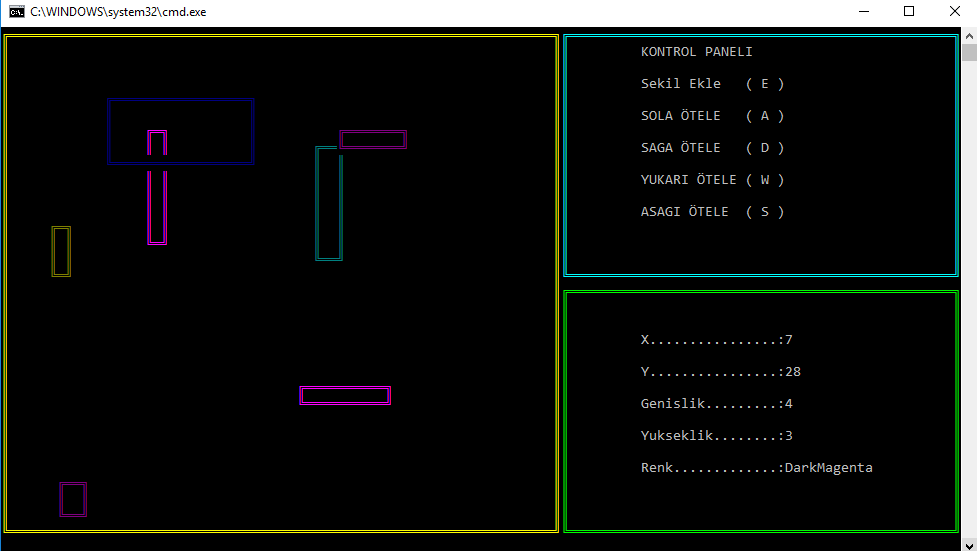 C:\WINDOWS\system32\cmd.exe
KONTROL PANELI
Sekil Ekle ( E )
SOLA ÖTELE ( A )
SAGA ÖTELE ( D )
YUKARI ÖTELE ( W )
ASAGI ÖTELE ( S )
X................:7
Y................:28
Genislik.........:4
Yukseklik........:3
Renk.............:DarkMagenta